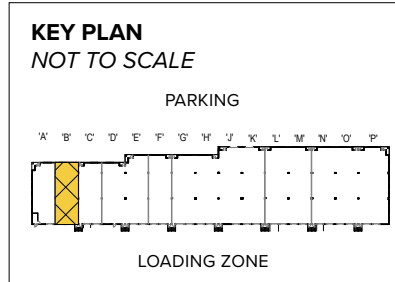 KEY PLAN
NOT TO SCALE
PARKING
'A' 'B' 'C' 'D' 'E' 'F' 'G' 'H' 'J' 'K' 'L' 'M' 'N' 'O' 'P'
LOADING ZONE